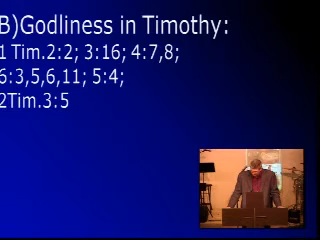 B)Godliness in Timothy:
1 Tim.2:2; 3:16; 4:7,8;
6:3,5,6,11; 5:4;
2Tim.3:5